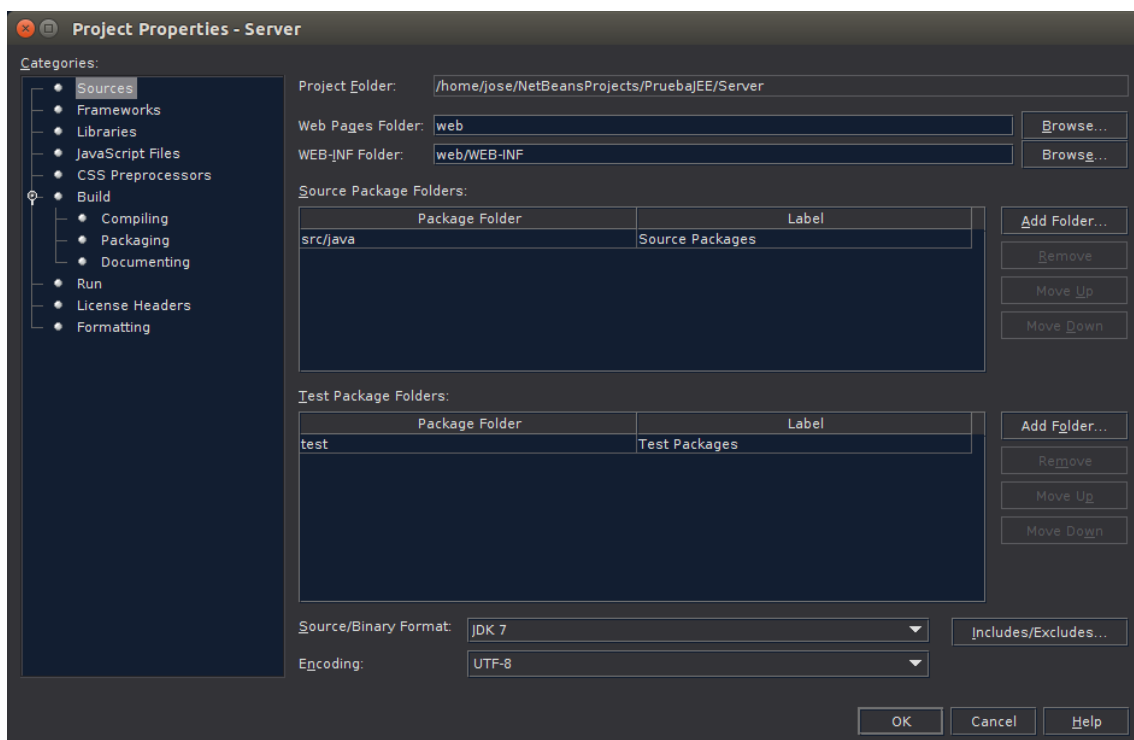 Project Properties - Server
Categories:
Sources
Frameworks
Libraries
JavaScript Files
CSS Preprocessors
Build
Compiling
Packaging
Documenting
Run
License Headers
Formatting
Project Folder: /home/jose/NetBeansProjects/PruebaJEE/Server
Web Pages Folder: web Browse...
WEB-INF Folder: web/WEB-INF Browse...
Source Package Folders:
Package Folder Label
src/java Source Packages
Add Folder...
Remove
Move Up
Move Down
Test Package Folders:
Package Folder Label
test Test Packages
Add Folder...
Remove
Move Up
Move Down
Source/Binary Format: JDK 7 Includes/Excludes...
Encoding: UTF-8
OK Cancel Help